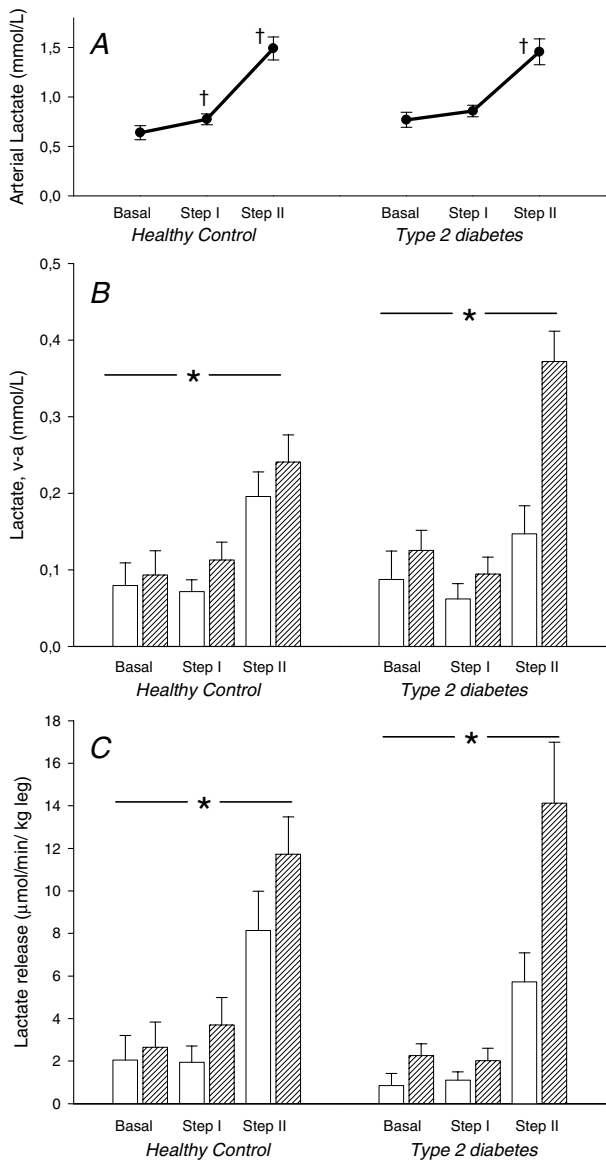 A
Arterial Lactate (mmol/L)
1,5
1,0
0,5
0,0
†
†
†
Basal Step I Step II Basal Step I Step II
Healthy Control Type 2 diabetes
B
Lactate, v-a (mmol/L)
0,5
0,4
0,3
0,2
0,1
0,0
*
*
Basal Step I Step II Basal Step I Step II
Healthy Control Type 2 diabetes
C
Lactate release (μmol/min/ kg leg)
18
16
14
12
10
8
6
4
2
0
*
*
Basal Step I Step II Basal Step I Step II
Healthy Control Type 2 diabetes